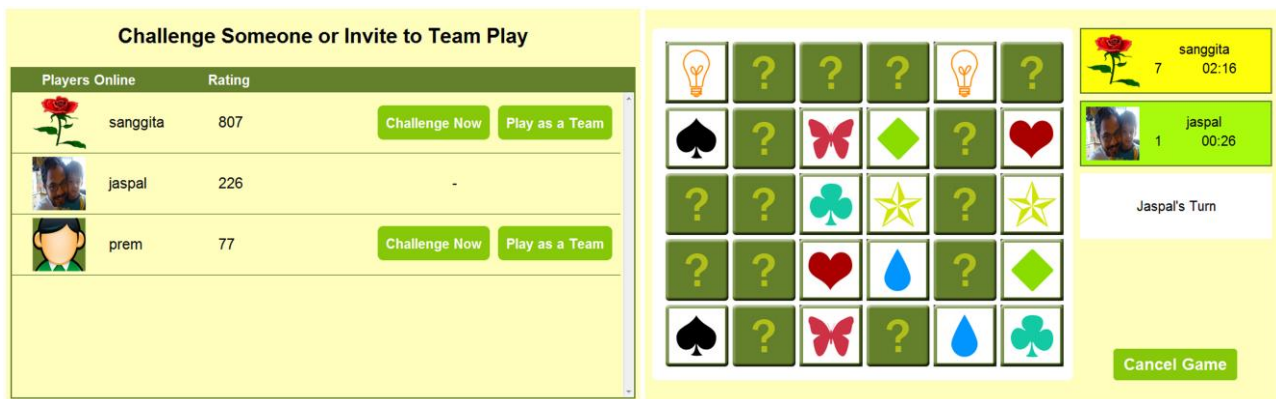 Challenge Someone or Invite to Team Play
Players Online Rating
sanggita 807 Challenge Now Play as a Team
jaspal 226 -
prem 77 Challenge Now Play as a Team
? ? ? ?
? ?
? ? ?
? ? ?
? ?
sanggita
7 02:16
jaspal
1 00:26
Jaspal's Turn
Cancel Game